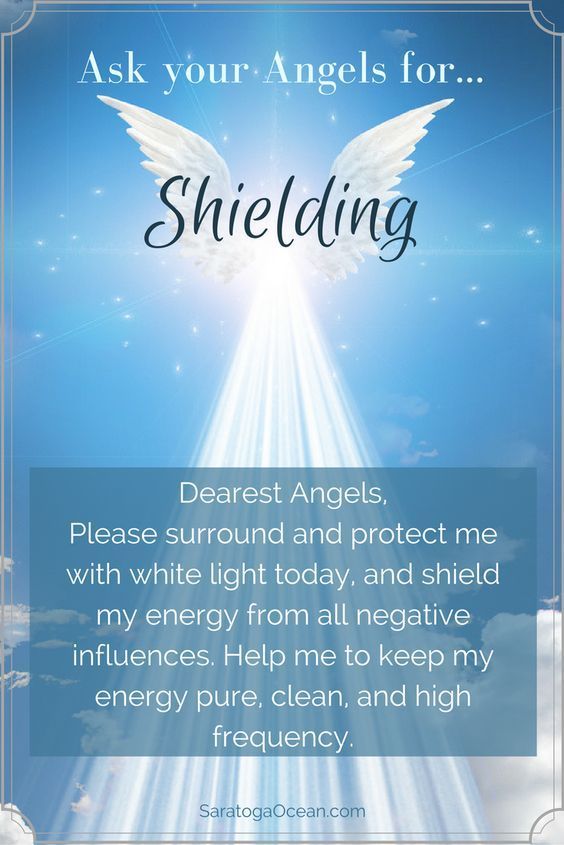 Ask your Angels for...
Shielding
Dearest Angels,
Please surround and protect me
with white light today, and shield
my energy from all negative
influences. Help me to keep my
energy pure, clean, and high
frequency.
SaratogaOcean.com